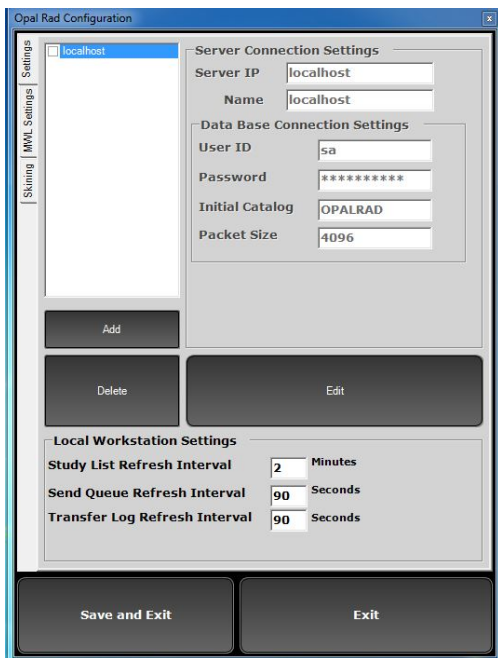 Opal Rad Configuration
x
Settings
MWL Settings
Skining
localhost
Server Connection Settings
Server IP localhost
Name localhost
Data Base Connection Settings
User ID sa
Password **********
Initial Catalog OPALRAD
Packet Size 4096
Add
Delete
Edit
Local Workstation Settings
Study List Refresh Interval 2 Minutes
Send Queue Refresh Interval 90 Seconds
Transfer Log Refresh Interval 90 Seconds
Save and Exit
Exit